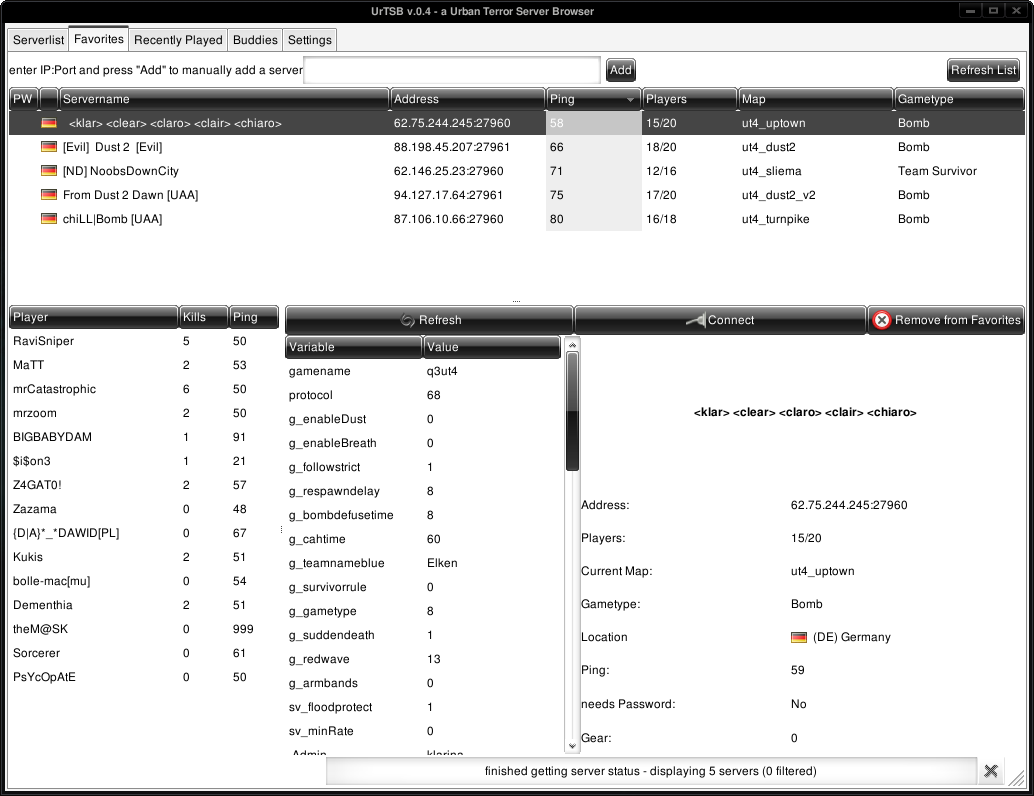 UrTSB v.0.4 - a Urban Terror Server Browser
Serverlist Favorites Recently Played Buddies Settings
enter IP:Port and press "Add" to manually add a server Add Refresh List
PW Servername Address Ping Players Map Gametype
<klar> <clear> <claro> <clair> <chiaro> 62.75.244.245:27960 58 15/20 ut4_uptown Bomb
[Evil] Dust 2 [Evil] 88.198.45.207:27961 66 18/20 ut4_dust2 Bomb
[ND] NoobsDownCity 62.146.25.23:27960 71 12/16 ut4_sliema Team Survivor
From Dust 2 Dawn [UAA] 94.127.17.64:27961 75 17/20 ut4_dust2_v2 Bomb
chiLL|Bomb [UAA] 87.106.10.66:27960 80 16/18 ut4_turnpike Bomb
Player Kills Ping
RaviSniper 5 50
MaTT 2 53
mrCatastrophic 6 50
mrzoom 2 50
BIGBABYDAM 1 91
$i$on3 1 21
Z4GAT0! 2 57
Zazama 0 48
{D|A}*_*DAWID[PL] 0 67
Kukis 2 51
bolle-mac[mu] 0 54
Dementhia 2 51
theM@SK 0 999
Sorcerer 0 61
PsYcOpAtE 0 50
Refresh Connect Remove from Favorites
Variable Value
gamename q3ut4
protocol 68
g_enableDust 0
g_enableBreath 0
g_followstrict 1
g_respawndelay 8
g_bombdefusetime 8
g_cahtime 60
g_teamnameblue Elken
g_survivorrule 0
g_gametype 8
g_suddendeath 1
g_redwave 13
g_armbands 0
sv_floodprotect 1
sv_minRate 0
Admin klarina
<klar> <clear> <claro> <clair> <chiaro>
Address: 62.75.244.245:27960
Players: 15/20
Current Map: ut4_uptown
Gametype: Bomb
Location (DE) Germany
Ping: 59
needs Password: No
Gear: 0
finished getting server status - displaying 5 servers (0 filtered)